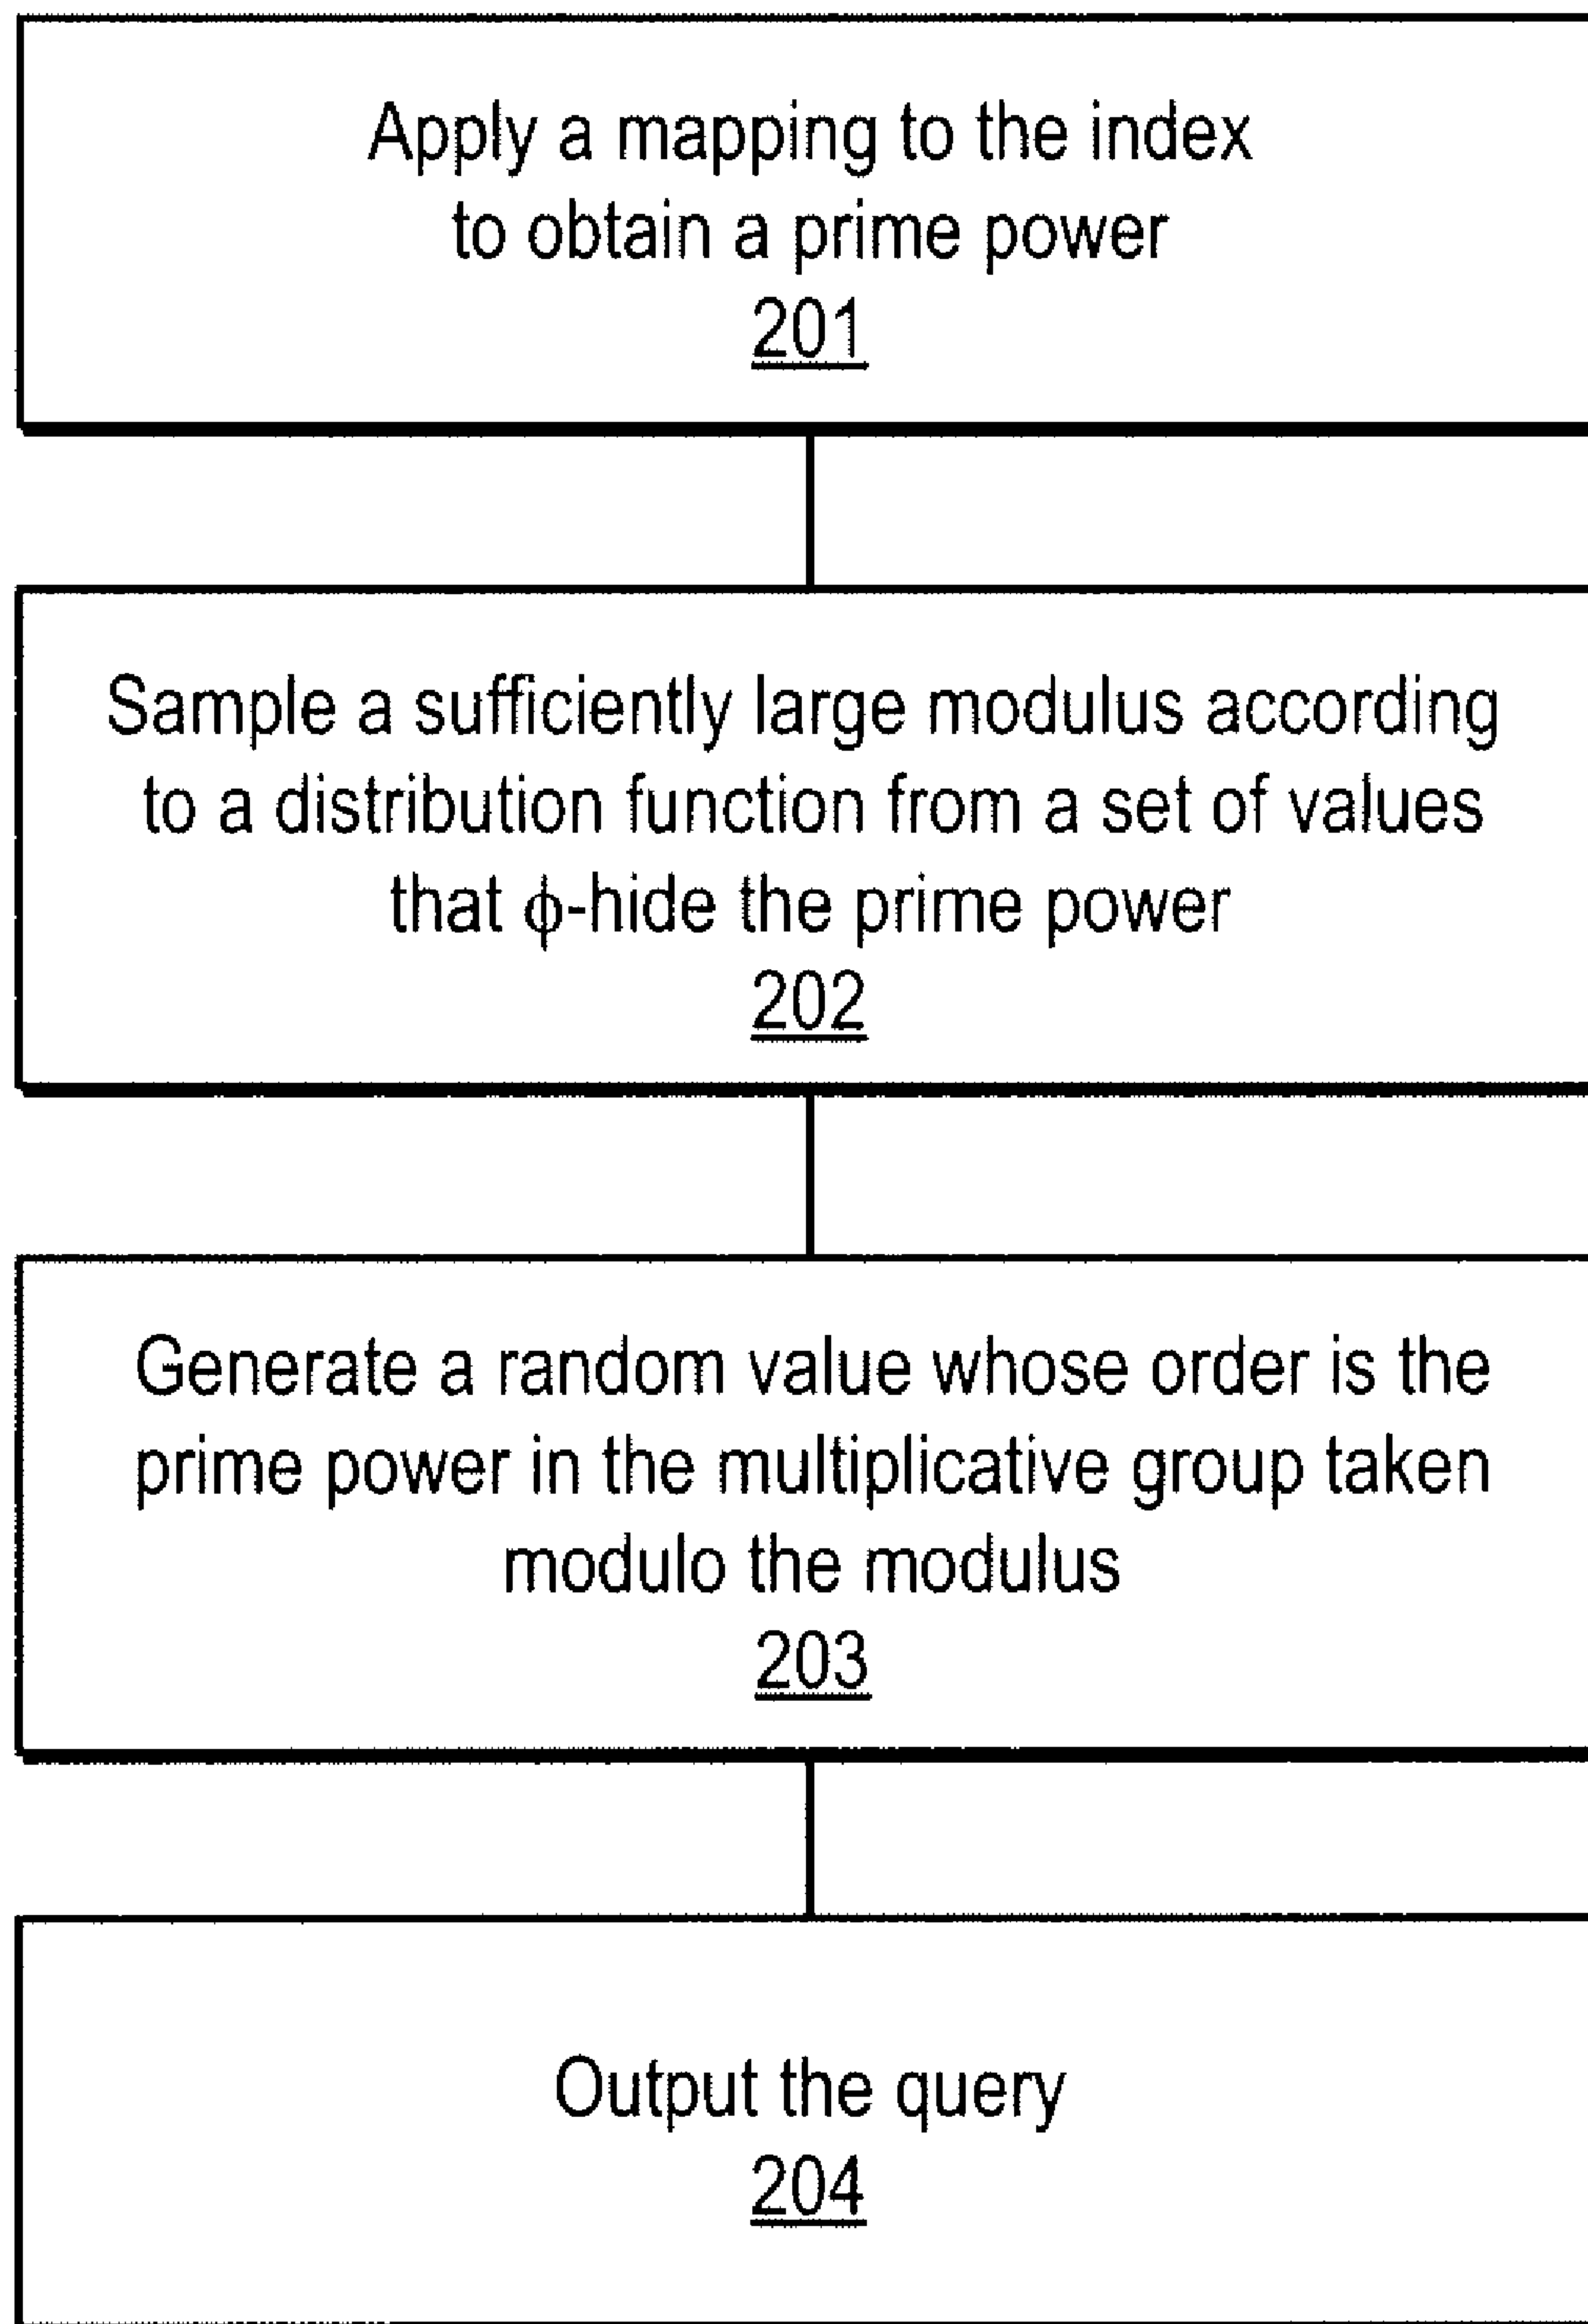 Apply a mapping to the index
to obtain a prime power
201
Sample a sufficiently large modulus according
to a distribution function from a set of values
that ϕ-hide the prime power
202
Generate a random value whose order is the
prime power in the multiplicative group taken
modulo the modulus
203
Output the query
204